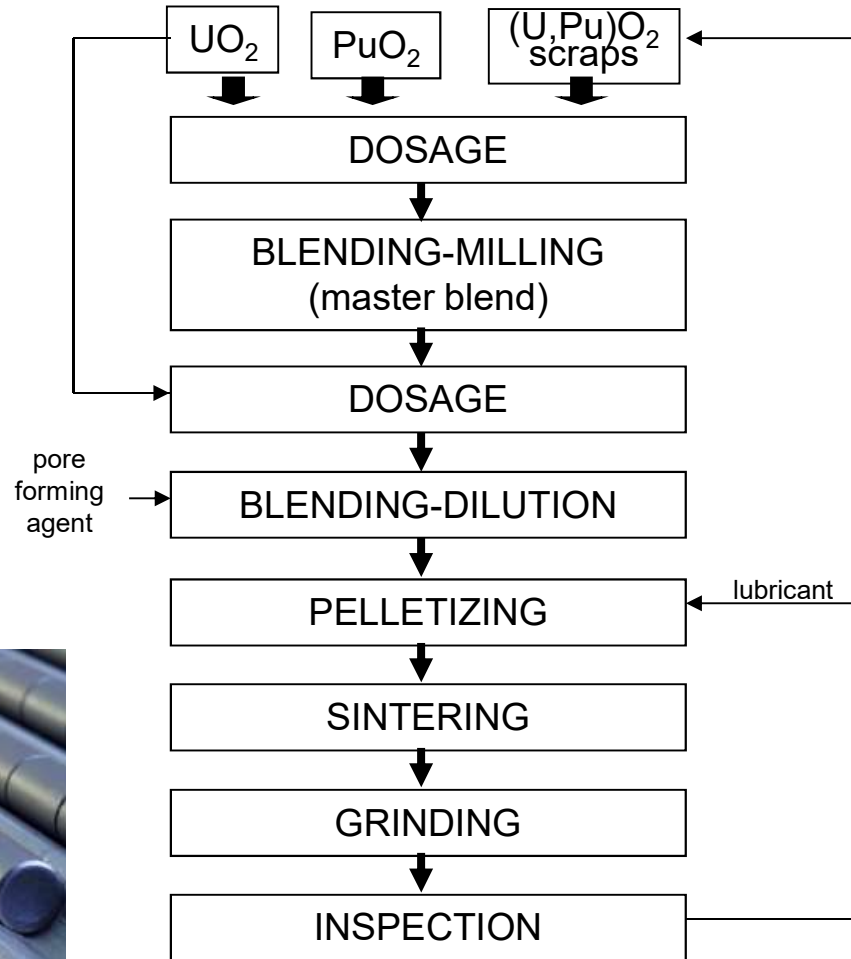 UO₂
PuO₂
(U,Pu)O₂
scraps
DOSAGE
BLENDING-MILLING
(master blend)
DOSAGE
pore
forming
agent
BLENDING-DILUTION
PELLETIZING
lubricant
SINTERING
GRINDING
INSPECTION